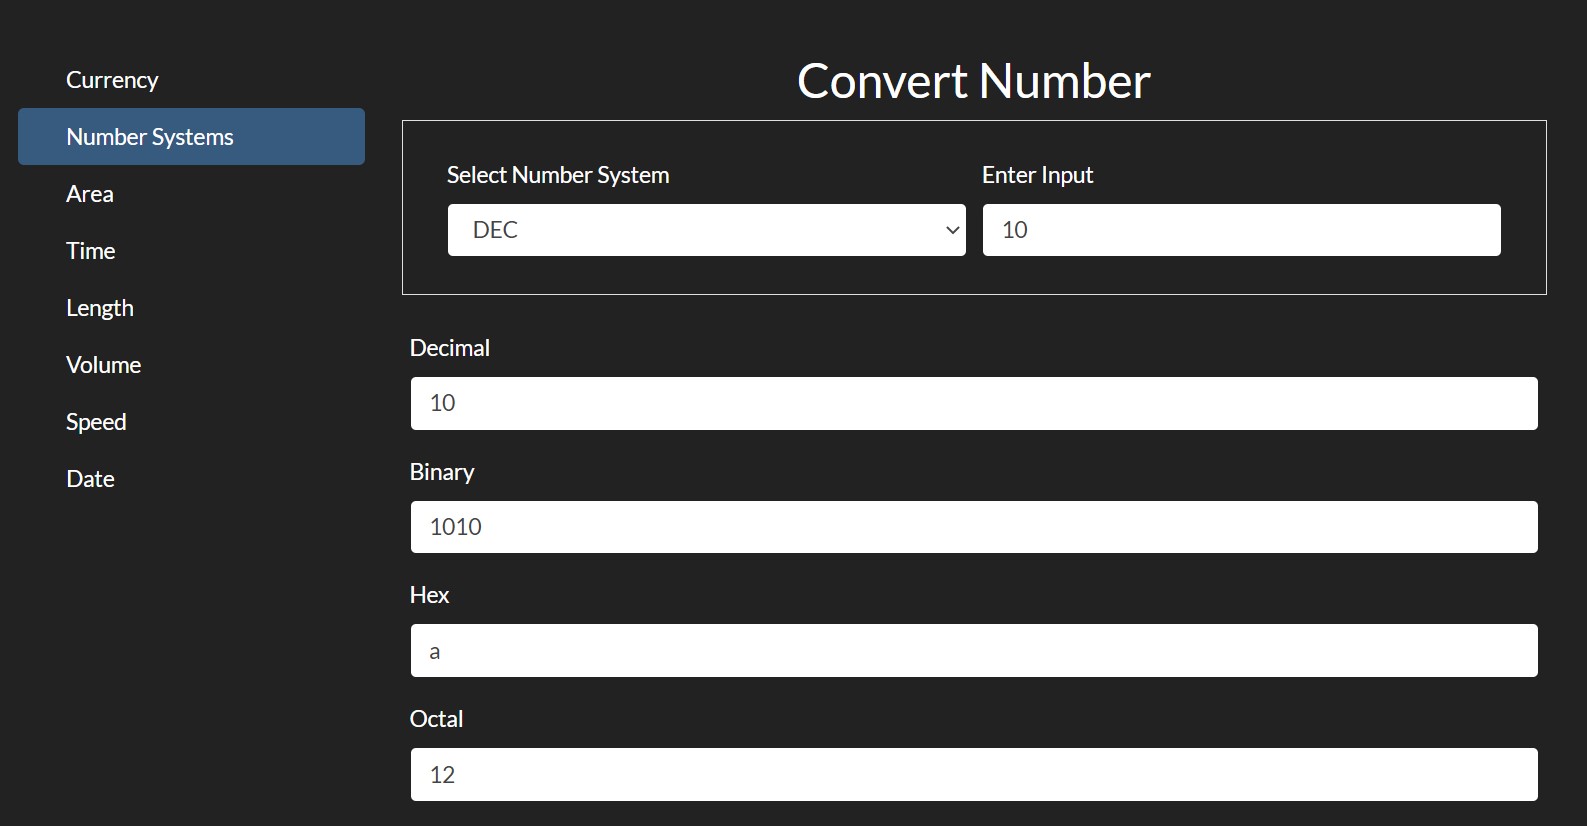 Currency
Number Systems
Area
Time
Length
Volume
Speed
Date
Convert Number
Select Number System
Enter Input
DEC
10
Decimal
10
Binary
1010
Hex
a
Octal
12